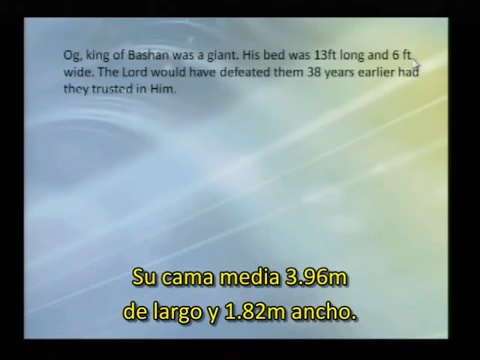 Og, king of Bashan was a giant. His bed was 13ft long and 6 ft
wide. The Lord would have defeated them 38 years earlier had
they trusted in Him.
Su cama media 3.96m
de largo y 1.82m ancho.